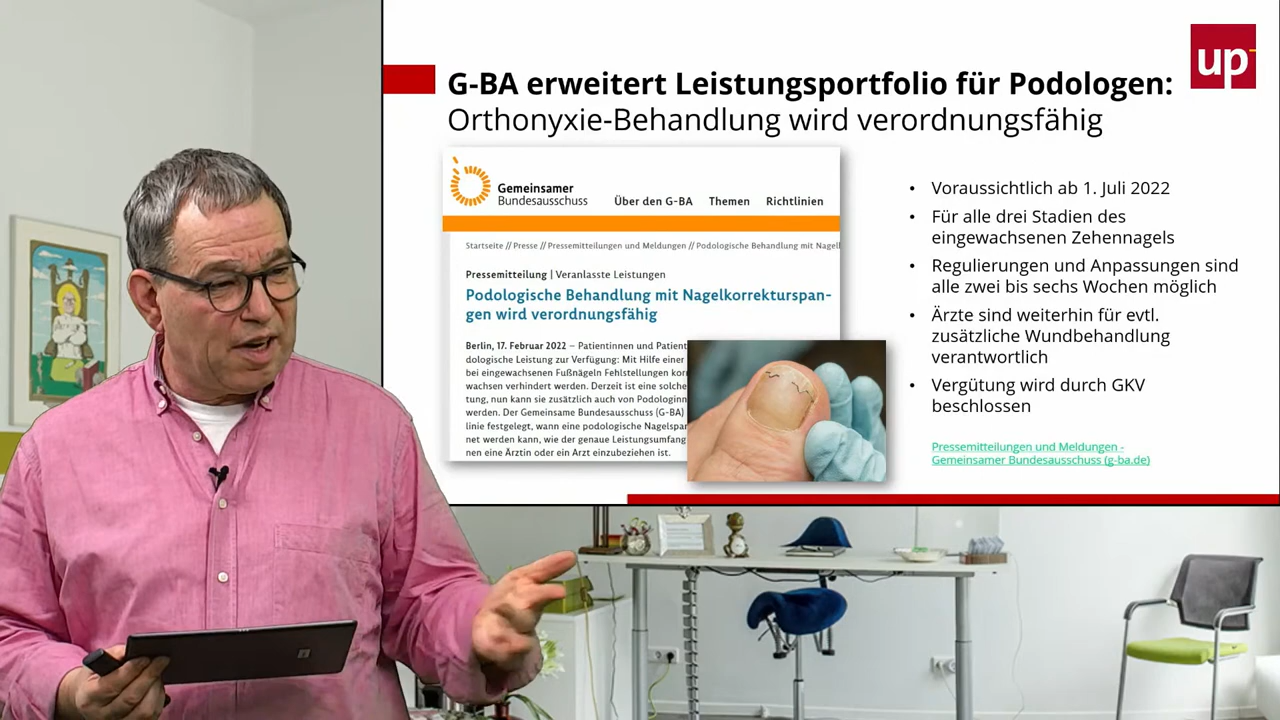 up
G-BA erweitert Leistungsportfolio für Podologen:
Orthonyxie-Behandlung wird verordnungsfähig
Gemeinsamer
Bundesausschuss
Über den G-BA Themen Richtlinien
Startseite // Presse // Pressemitteilungen und Meldungen // Podologische Behandlung mit Nagel
Pressemitteilung | Veranlasste Leistungen
Podologische Behandlung mit Nagelkorrekturspan-
gen wird verordnungsfähig
Berlin, 17. Februar 2022 – Patientinnen und Patient
dologische Leistung zur Verfügung: Mit Hilfe einer
bei eingewachsenen Fußnägeln Fehlstellungen kor
wachsen verhindert werden. Derzeit ist eine solche
tung, nun kann sie zusätzlich auch von Podologinn
werden. Der Gemeinsame Bundesausschuss (G-BA)
linie festgelegt, wann eine podologische Nagelspan
net werden kann, wie der genaue Leistungsumfang
nen eine Ärztin oder ein Arzt einzubeziehen ist.
• Voraussichtlich ab 1. Juli 2022
• Für alle drei Stadien des
eingewachsenen Zehennagels
• Regulierungen und Anpassungen sind
alle zwei bis sechs Wochen möglich
• Ärzte sind weiterhin für evtl.
zusätzliche Wundbehandlung
verantwortlich
• Vergütung wird durch GKV
beschlossen
Pressemitteilungen und Meldungen -
Gemeinsamer Bundesausschuss (g-ba.de)